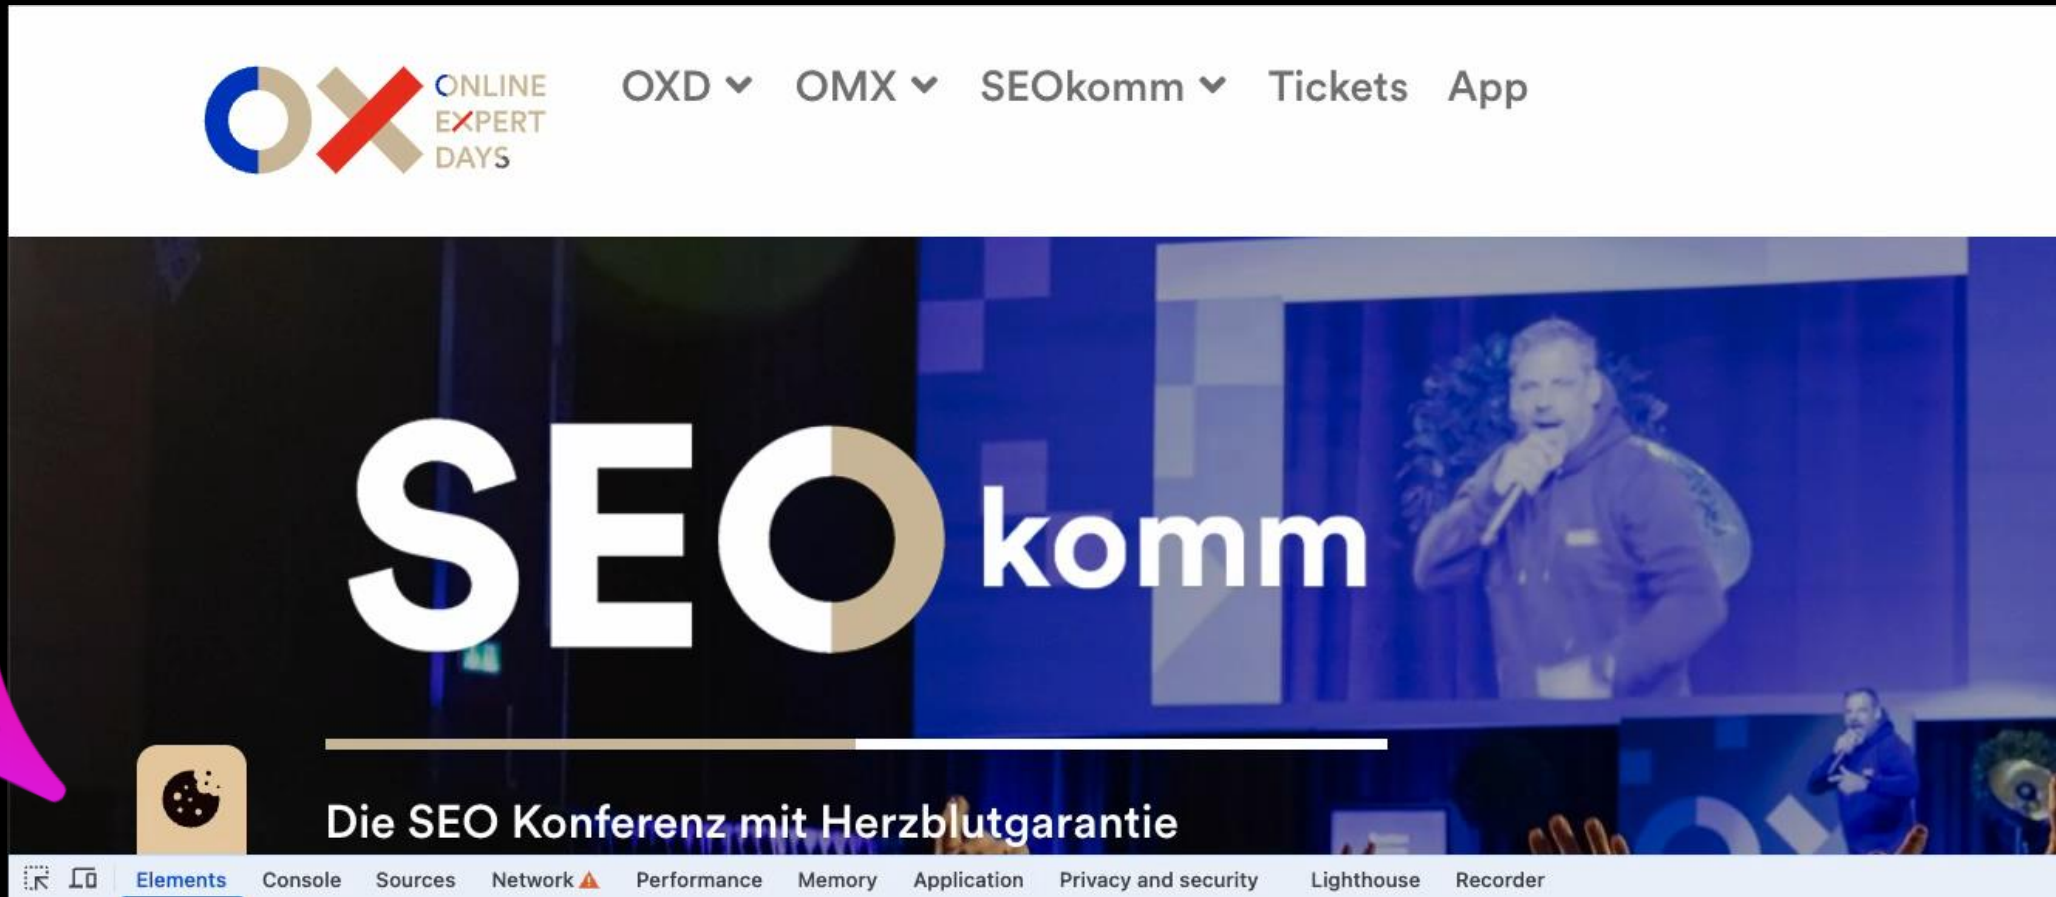 ONLINE
EXPERT
DAYS
OXD OMX SEOkomm Tickets App
SEO komm
Die SEO Konferenz mit Herzblutgarantie
Elements Console Sources Network Performance Memory Application Privacy and security Lighthouse Recorder